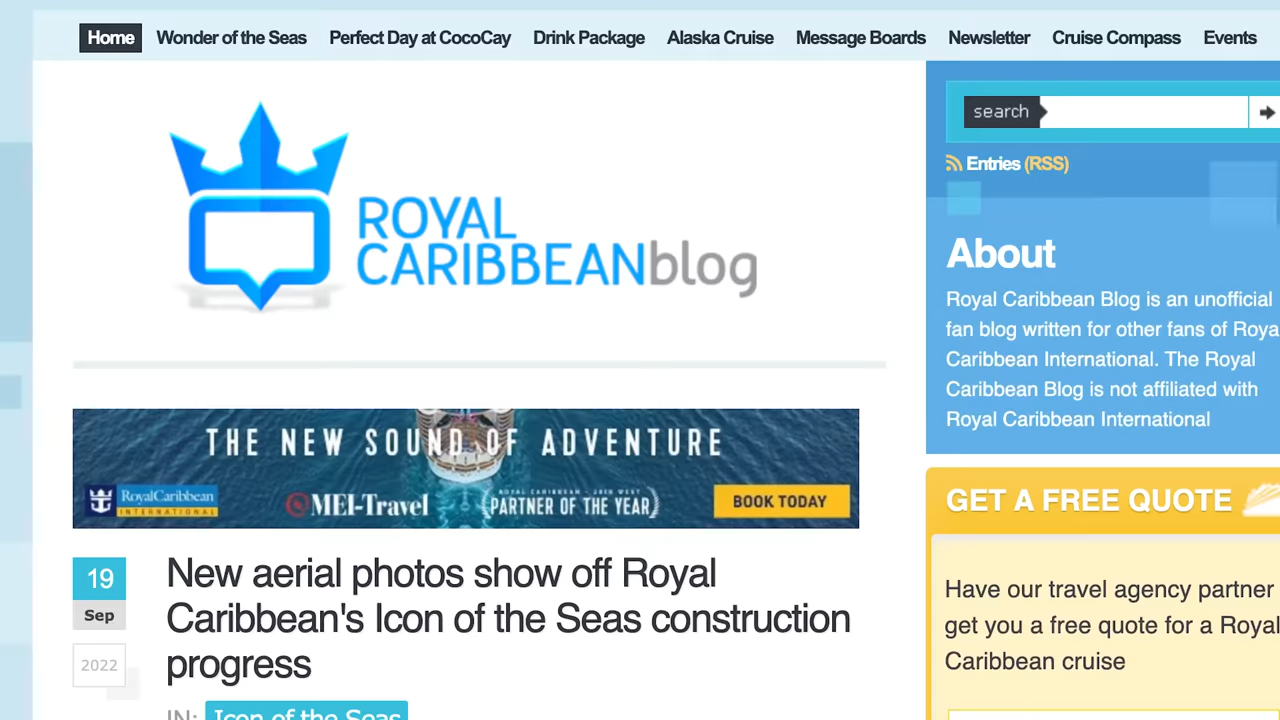 Home Wonder of the Seas Perfect Day at CocoCay Drink Package Alaska Cruise Message Boards Newsletter Cruise Compass Events
ROYAL
CARIBBEANblog
search
Entries (RSS)
About
Royal Caribbean Blog is an unofficial
fan blog written for other fans of Roya
Caribbean International. The Royal
Caribbean Blog is not affiliated with
Royal Caribbean International
THE NEW SOUND OF ADVENTURE
RoyalCaribbean
INTERNATIONAL
MEI-Travel
PARTNER OF THE YEAR
BOOK TODAY
GET A FREE QUOTE
Have our travel agency partner
get you a free quote for a Royal
Caribbean cruise
19
Sep
2022
New aerial photos show off Royal
Caribbean's Icon of the Seas construction
progress
IN: Icon of the Seas